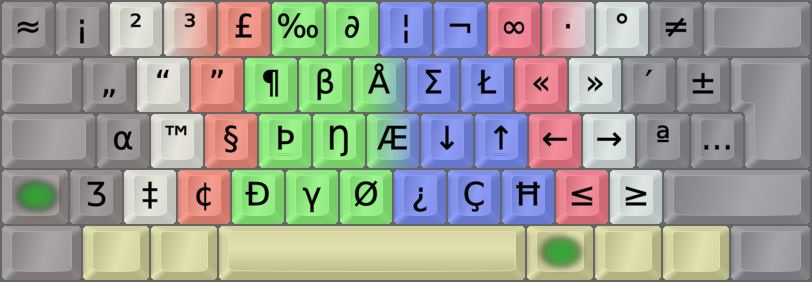 ≈ ¡ ² ³ £ ‰ ∂ ¦ ¬ ∞ · ° ≠
„ “ ” ¶ β Å Σ Ł « » ´ ±
α ™ § Þ Ŋ Æ ↓ ↑ ← → ª …
Ʒ ‡ ¢ Ð γ Ø ¿ Ç Ħ ≤ ≥